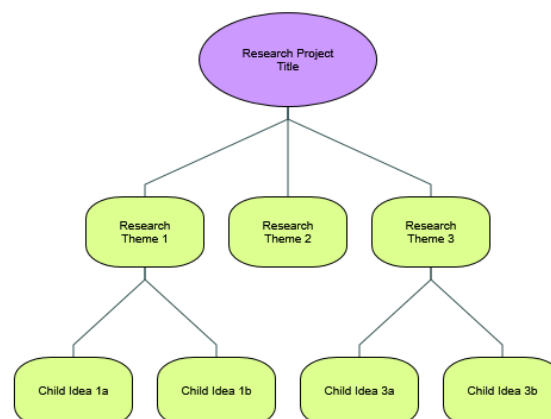 Research Project
Title
Research
Theme 1
Research
Theme 2
Research
Theme 3
Child Idea 1a
Child Idea 1b
Child Idea 3a
Child Idea 3b